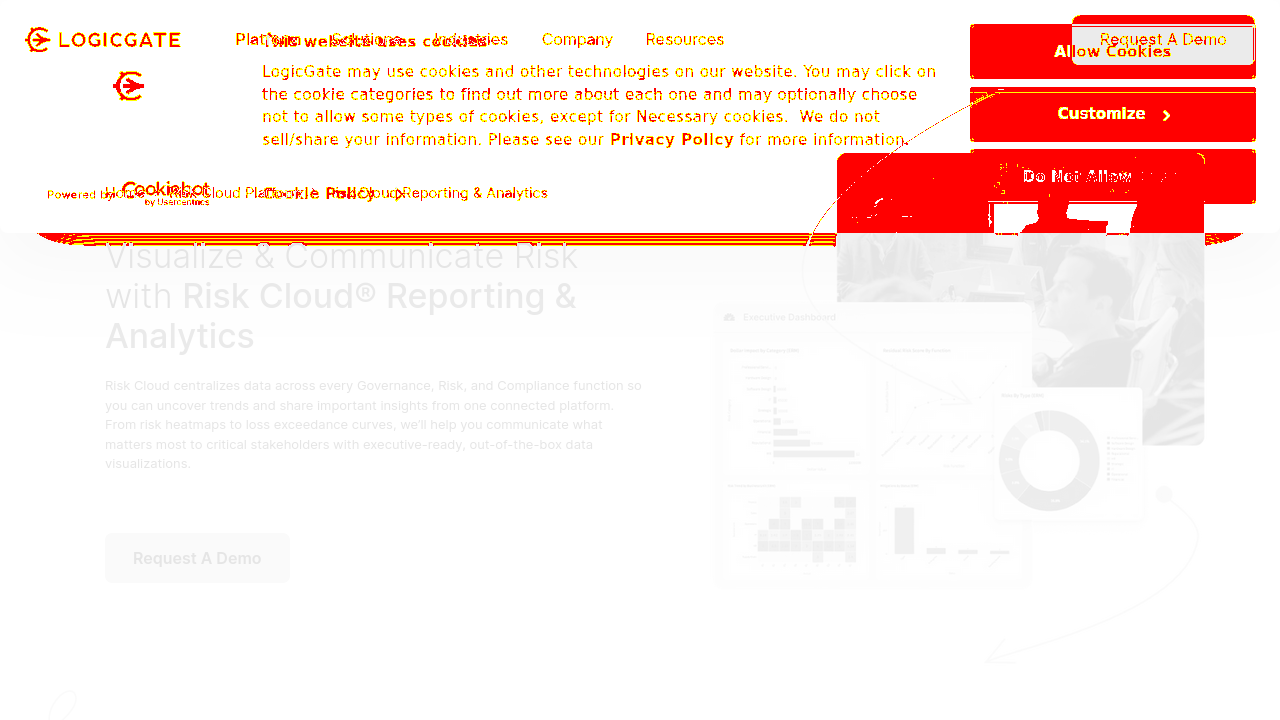 LOGICGATE
Platform Solutions Industries Company Resources
Request A Demo
This website uses cookies
Allow Cookies
LogicGate may use cookies and other technologies on our website. You may click on
the cookie categories to find out more about each one and may optionally choose
not to allow some types of cookies, except for Necessary cookies. We do not
sell/share your information. Please see our Privacy Policy for more information.
Customize
Do Not Allow
Powered by Cookiebot
by Usercentrics
Cookie Policy
Home Risk Cloud Platform Risk Cloud Reporting & Analytics
Visualize & Communicate Risk
with Risk Cloud® Reporting &
Analytics
Executive Dashboard
Risk Cloud centralizes data across every Governance, Risk, and Compliance function so
you can uncover trends and share important insights from one connected platform.
From risk heatmaps to loss exceedance curves, we'll help you communicate what
matters most to critical stakeholders with executive-ready, out-of-the-box data
visualizations.
Request A Demo